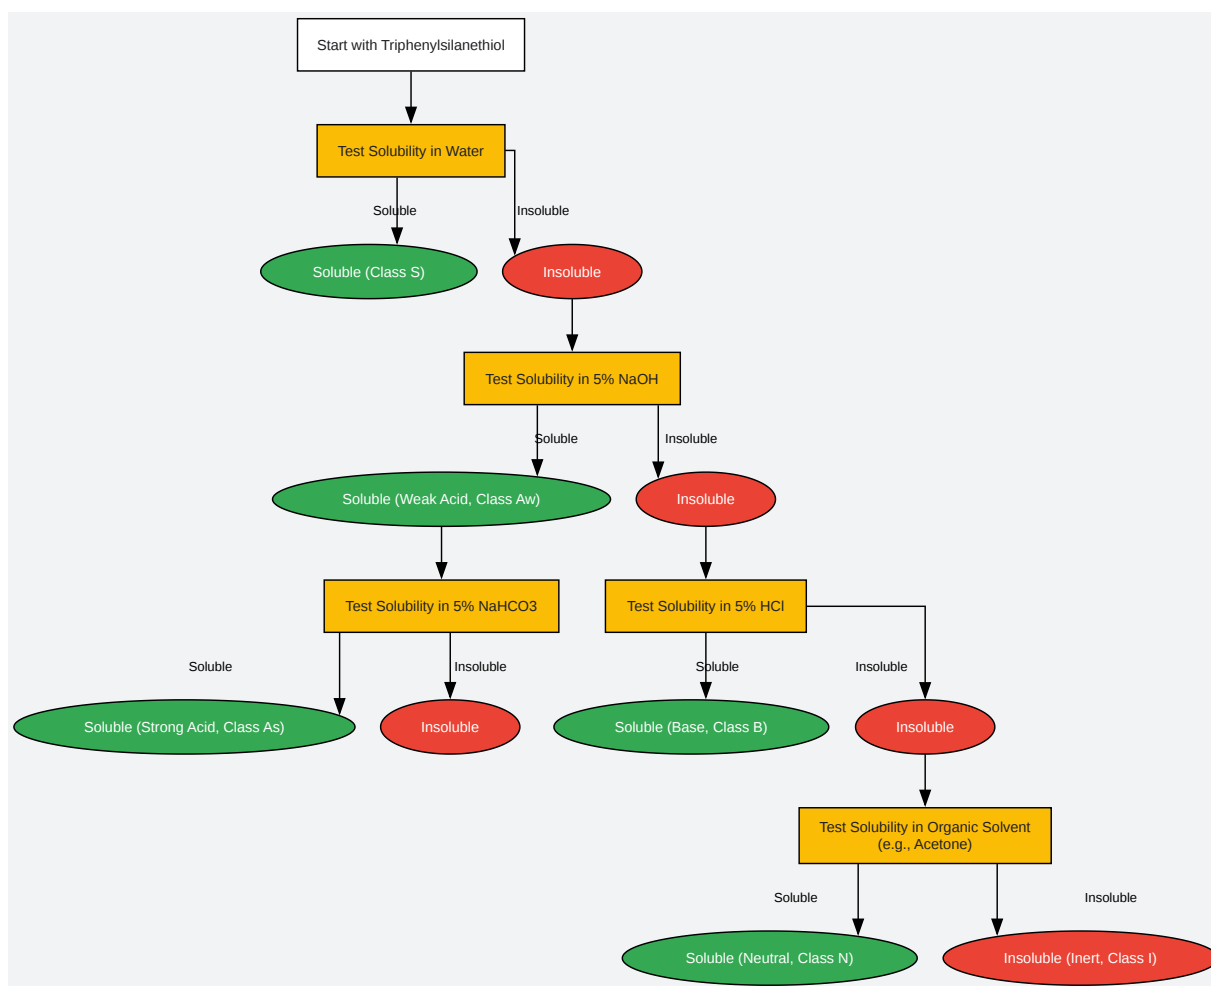 Start with Triphenylsilanethiol
Test Solubility in Water
Soluble
Insoluble
Soluble (Class S)
Insoluble
Test Solubility in 5% NaOH
Soluble
Insoluble
Soluble (Weak Acid, Class Aw)
Insoluble
Test Solubility in 5% NaHCO3
Test Solubility in 5% HCl
Soluble
Insoluble
Soluble
Insoluble
Soluble (Strong Acid, Class As)
Insoluble
Soluble (Base, Class B)
Insoluble
Test Solubility in Organic Solvent
(e.g., Acetone)
Soluble
Insoluble
Soluble (Neutral, Class N)
Insoluble (Inert, Class I)